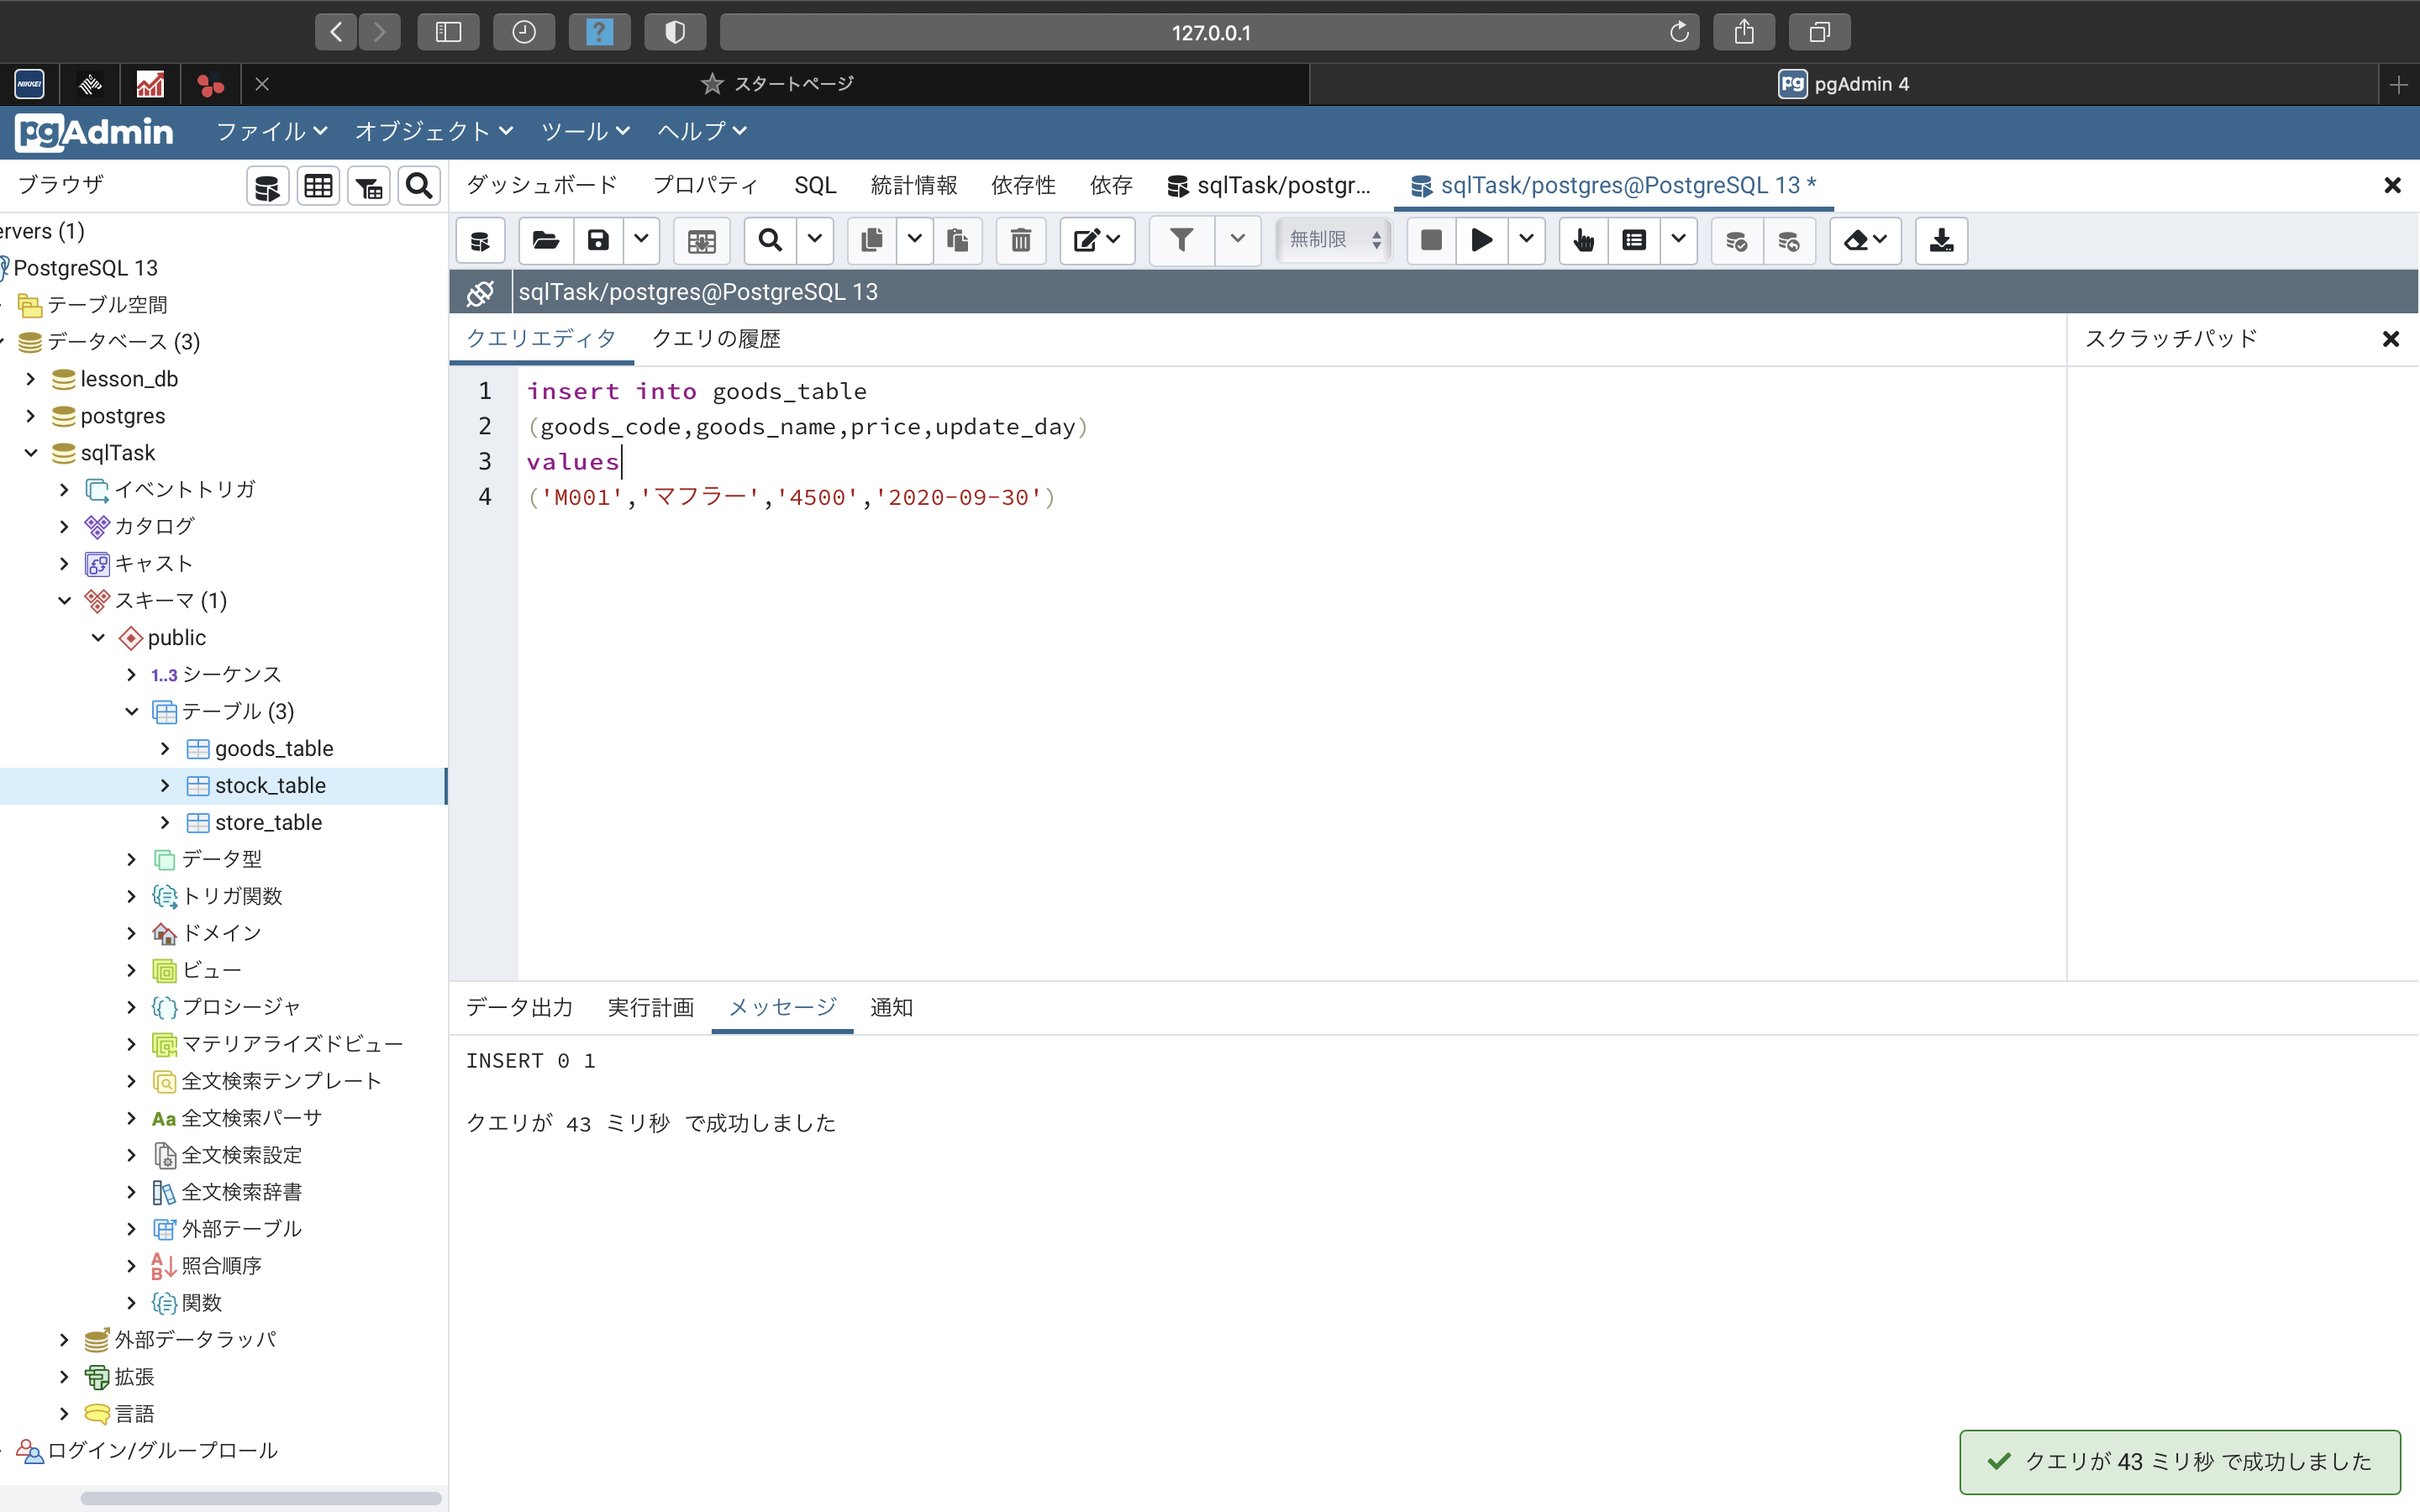 127.0.0.1
NIKKEI
スタートページ
pg pgAdmin 4
pgAdmin ファイル オブジェクト ツール ヘルプ
ブラウザ
ダッシュボード プロパティ SQL 統計情報 依存性 依存 sqlTask/postgr... sqlTask/postgres@PostgreSQL 13 *
無制限
sqlTask/postgres@PostgreSQL 13
クエリエディタ クエリの履歴
スクラッチパッド
1 insert into goods_table
2 (goods_code,goods_name,price,update_day)
3 values
4 ('M001','マフラー','4500','2020-09-30')
ervers (1)
PostgreSQL 13
テーブル空間
データベース (3)
lesson_db
postgres
sqlTask
イベントトリガ
カタログ
キャスト
スキーマ (1)
public
1..3 シーケンス
テーブル (3)
goods_table
stock_table
store_table
データ型
トリガ関数
ドメイン
ビュー
プロシージャ
マテリアライズドビュー
全文検索テンプレート
Aa 全文検索パーサ
全文検索設定
全文検索辞書
外部テーブル
照合順序
関数
外部データラッパ
拡張
言語
ログイン/グループロール
データ出力 実行計画 メッセージ 通知
INSERT 0 1
クエリが 43 ミリ秒 で成功しました
クエリが 43 ミリ秒 で成功しました